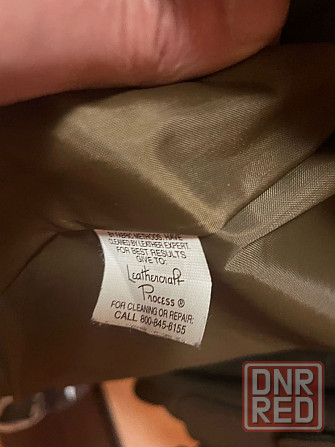 BY FABRIC METHODS. HAVE
CLEANED BY LEATHER EXPERT.
FOR BEST RESULTS
GIVE TO:
Leathercraft
Process®
FOR CLEANING OR REPAIR:
CALL 800-845-6155
DNR
RED